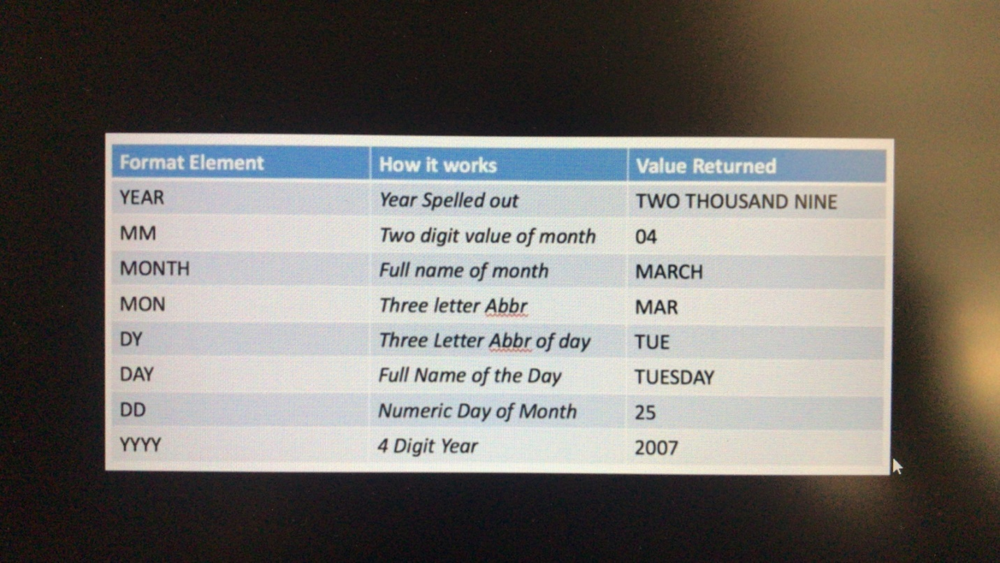 Format Element How it works Value Returned
YEAR Year Spelled out TWO THOUSAND NINE
MM Two digit value of month 04
MONTH Full name of month MARCH
MON Three letter Abbr MAR
DY Three Letter Abbr of day TUE
DAY Full Name of the Day TUESDAY
DD Numeric Day of Month 25
YYYY 4 Digit Year 2007